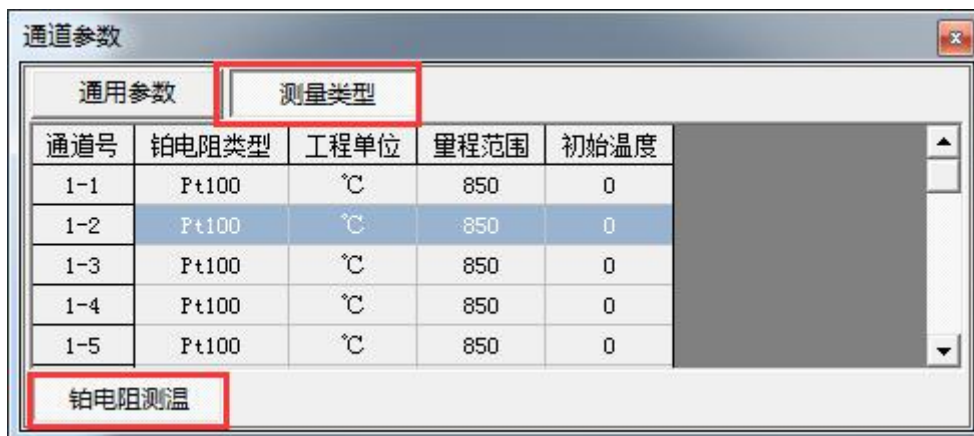 通道参数
通用参数 测量类型
通道号 铂电阻类型 工程单位 量程范围 初始温度
1-1 Pt100 ℃ 850 0
1-2 Pt100 ℃ 850 0
1-3 Pt100 ℃ 850 0
1-4 Pt100 ℃ 850 0
1-5 Pt100 ℃ 850 0
铂电阻测温